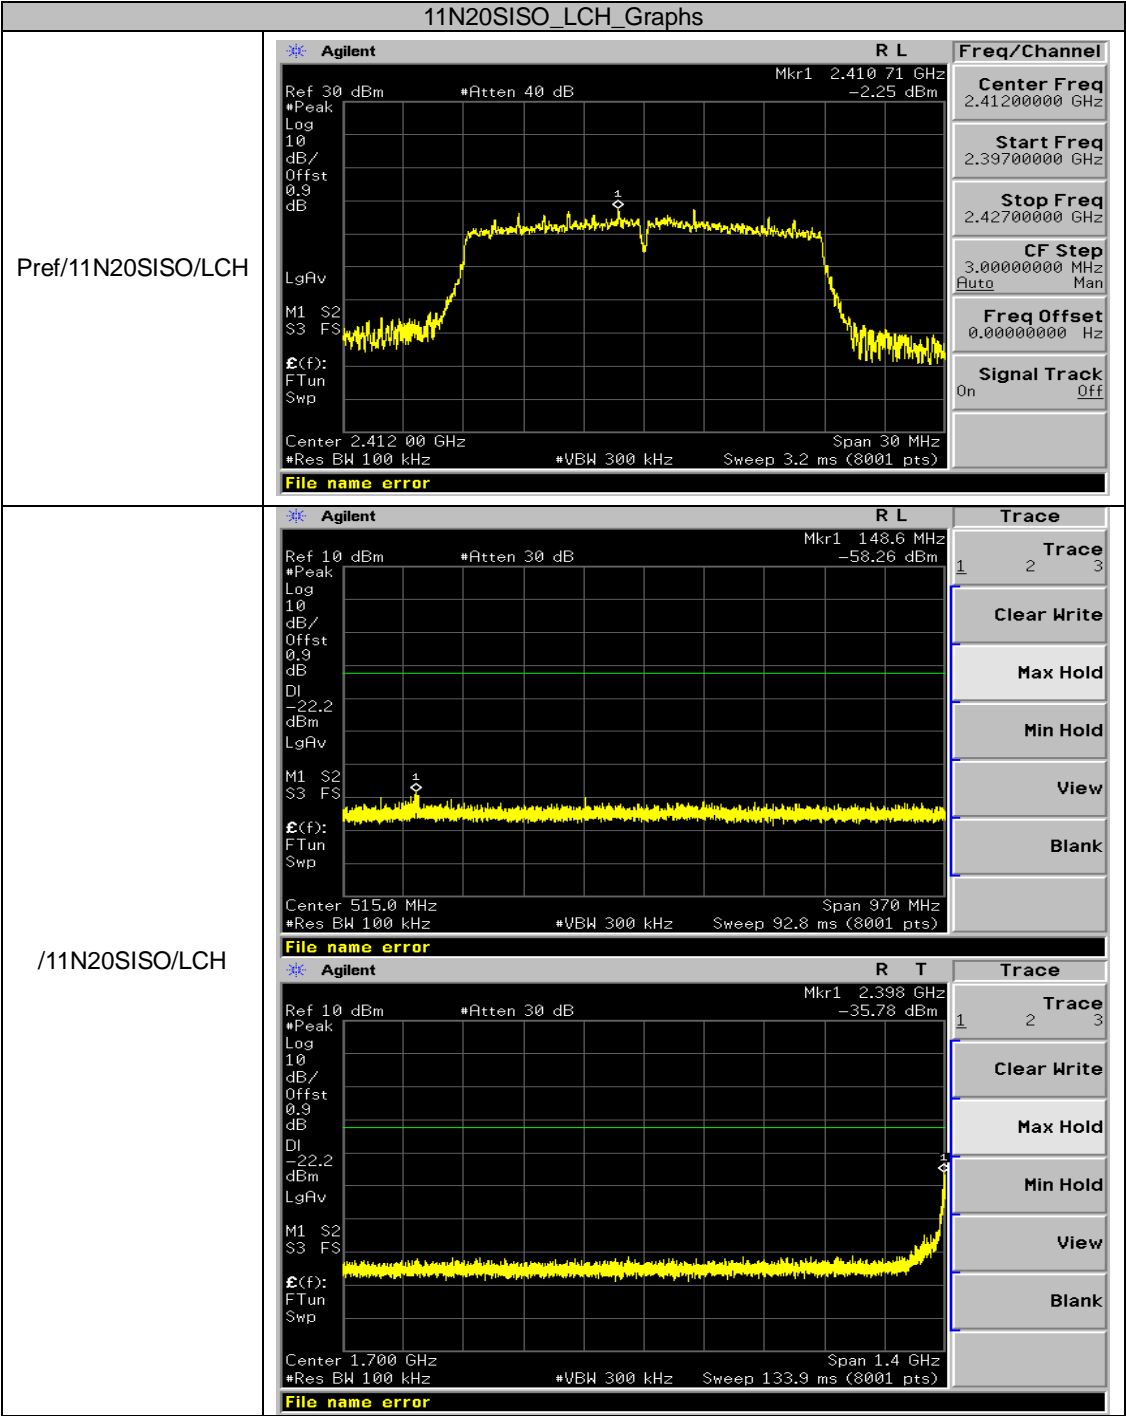 11N20SISO_LCH_Graphs
Pref/11N20SISO/LCH
Agilent R L
Mkr1 2.410 71 GHz
Ref 30 dBm #Atten 40 dB -2.25 dBm
#Peak
Log
10
dB/
Offst
0.9
dB
LgAv
M1 S2
S3 FS
£(f):
FTun
Swp
1
Center 2.412 00 GHz Span 30 MHz
#Res BW 100 kHz #VBW 300 kHz Sweep 3.2 ms (8001 pts)
File name error
Freq/Channel
Center Freq
2.41200000 GHz
Start Freq
2.39700000 GHz
Stop Freq
2.42700000 GHz
CF Step
3.00000000 MHz
Auto Man
Freq Offset
0.00000000 Hz
Signal Track
On Off
/11N20SISO/LCH
Agilent R L
Mkr1 148.6 MHz
Ref 10 dBm #Atten 30 dB -58.26 dBm
#Peak
Log
10
dB/
Offst
0.9
dB
DI
-22.2
dBm
LgAv
M1 S2
S3 FS
£(f):
FTun
Swp
1
Center 515.0 MHz Span 970 MHz
#Res BW 100 kHz #VBW 300 kHz Sweep 92.8 ms (8001 pts)
File name error
Trace
Trace
1 2 3
Clear Write
Max Hold
Min Hold
View
Blank
Agilent R T
Mkr1 2.398 GHz
Ref 10 dBm #Atten 30 dB -35.78 dBm
#Peak
Log
10
dB/
Offst
0.9
dB
DI
-22.2
dBm
LgAv
M1 S2
S3 FS
£(f):
FTun
Swp
1
Center 1.700 GHz Span 1.4 GHz
#Res BW 100 kHz #VBW 300 kHz Sweep 133.9 ms (8001 pts)
File name error
Trace
Trace
1 2 3
Clear Write
Max Hold
Min Hold
View
Blank